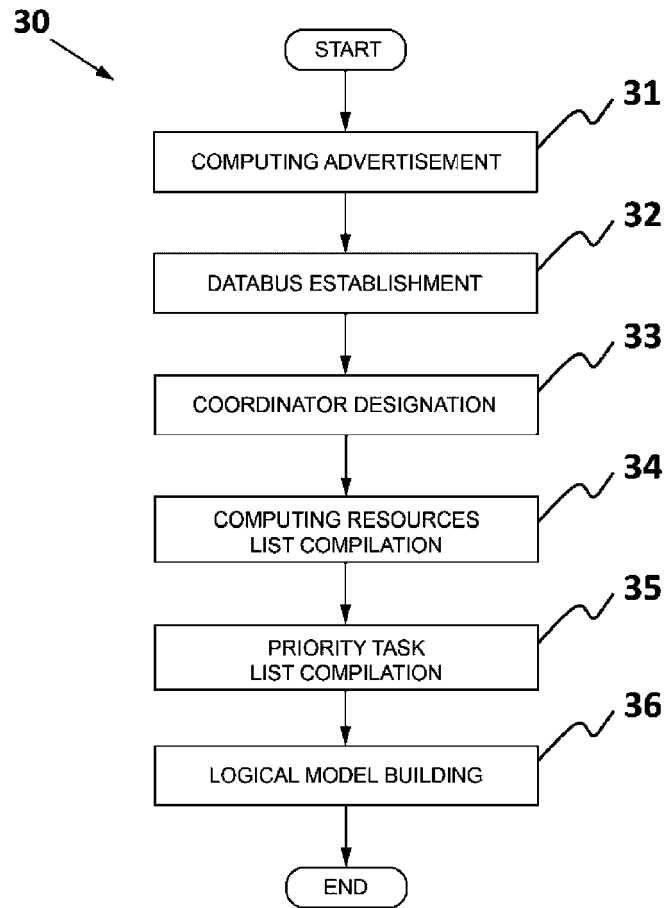 30
START
31
COMPUTING ADVERTISEMENT
32
DATABUS ESTABLISHMENT
33
COORDINATOR DESIGNATION
34
COMPUTING RESOURCES
LIST COMPILATION
35
PRIORITY TASK
LIST COMPILATION
36
LOGICAL MODEL BUILDING
END